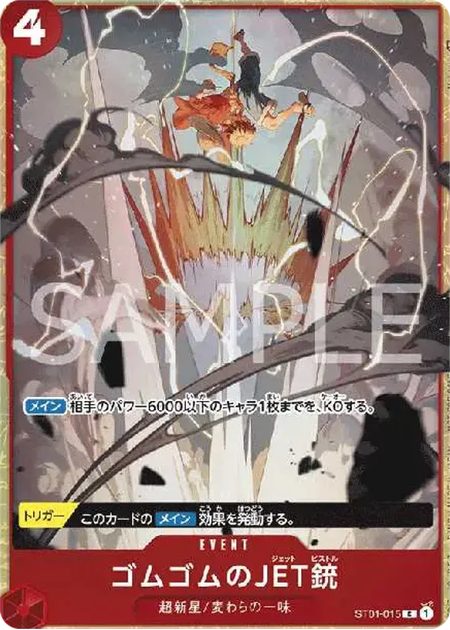 4
SAMPLE
メイン 相手のパワー6000以下のキャラ1枚までを、KOする。
トリガー このカードの メイン 効果を発動する。
EVENT
ゴムゴムのJET銃
超新星/麦わらの一味
ST01-015 C 1